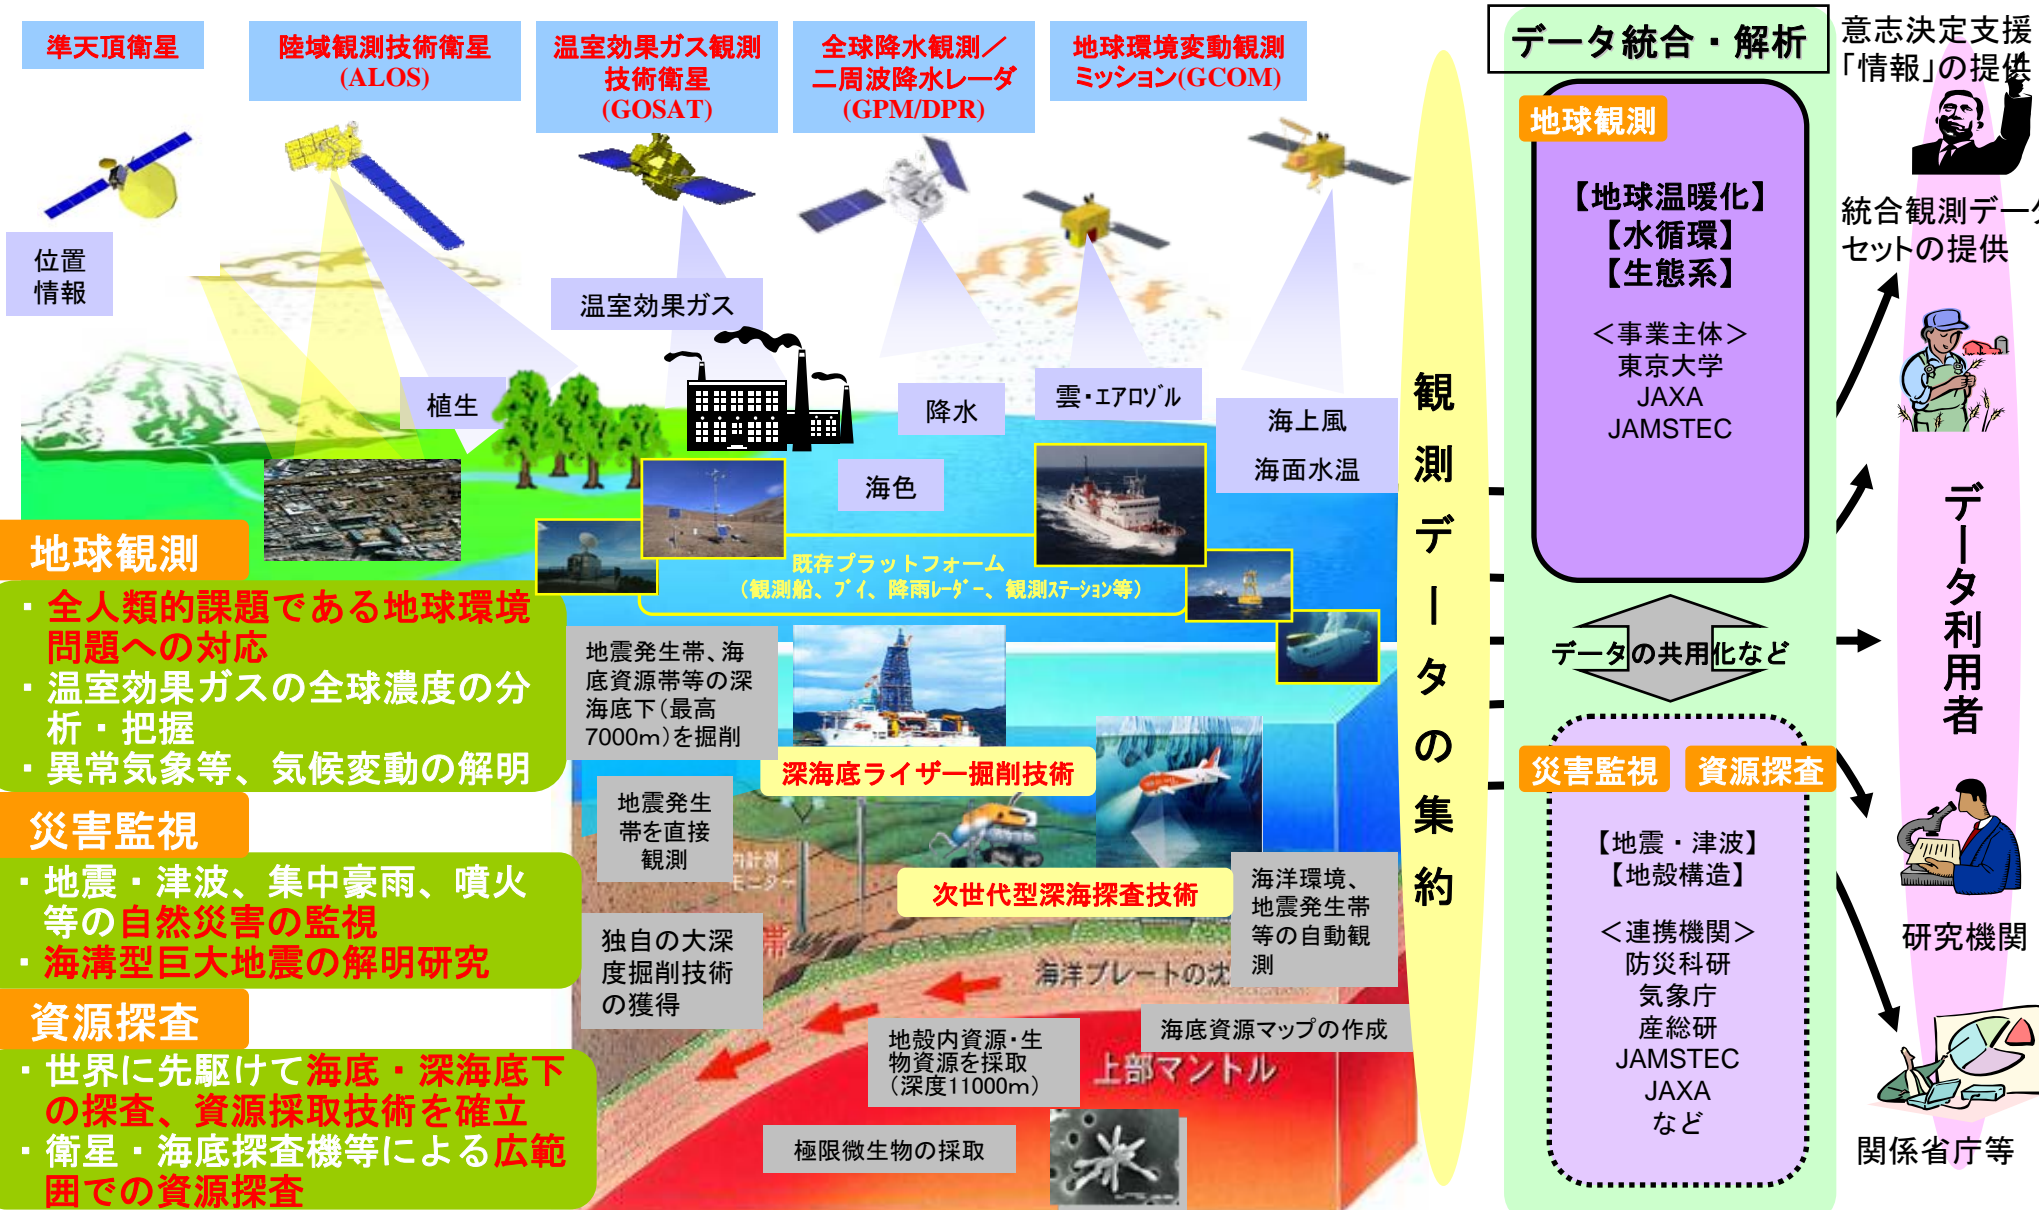 準天頂衛星
陸域観測技術衛星
(ALOS)
温室効果ガス観測
技術衛星
(GOSAT)
全球降水観測／
二周波降水レーダ
(GPM/DPR)
地球環境変動観測
ミッション(GCOM)
位置
情報
温室効果ガス
植生
降水
雲・エアロゾル
海上風
海面水温
海色
既存プラットフォーム
（観測船、ブイ、降雨レーダー、観測ステーション等）
地球観測
・全人類的課題である地球環境
問題への対応
・温室効果ガスの全球濃度の分
析・把握
・異常気象等、気候変動の解明
災害監視
・地震・津波、集中豪雨、噴火
等の自然災害の監視
・海溝型巨大地震の解明研究
資源探査
・世界に先駆けて海底・深海底下
の探査、資源採取技術を確立
・衛星・海底探査機等による広範
囲での資源探査
地震発生帯、海
底資源帯等の深
海底下（最高
7000m）を掘削
深海底ライザー掘削技術
地震発生
帯を直接
観測
計測
モニター
次世代型深海探査技術
海洋環境、
地震発生帯
等の自動観
測
独自の大深
度掘削技術
の獲得
帯
海洋プレートの沈
海底資源マップの作成
地殻内資源・生
物資源を採取
（深度11000m）
上部マントル
極限微生物の採取
観測データの集約
データ統合・解析
地球観測
【地球温暖化】
【水循環】
【生態系】
＜事業主体＞
東京大学
JAXA
JAMSTEC
データの共用化など
災害監視
資源探査
【地震・津波】
【地殻構造】
＜連携機関＞
防災科研
気象庁
産総研
JAMSTEC
JAXA
など
意志決定支援
「情報」の提供
統合観測データ
セットの提供
データ利用者
研究機関
関係省庁等